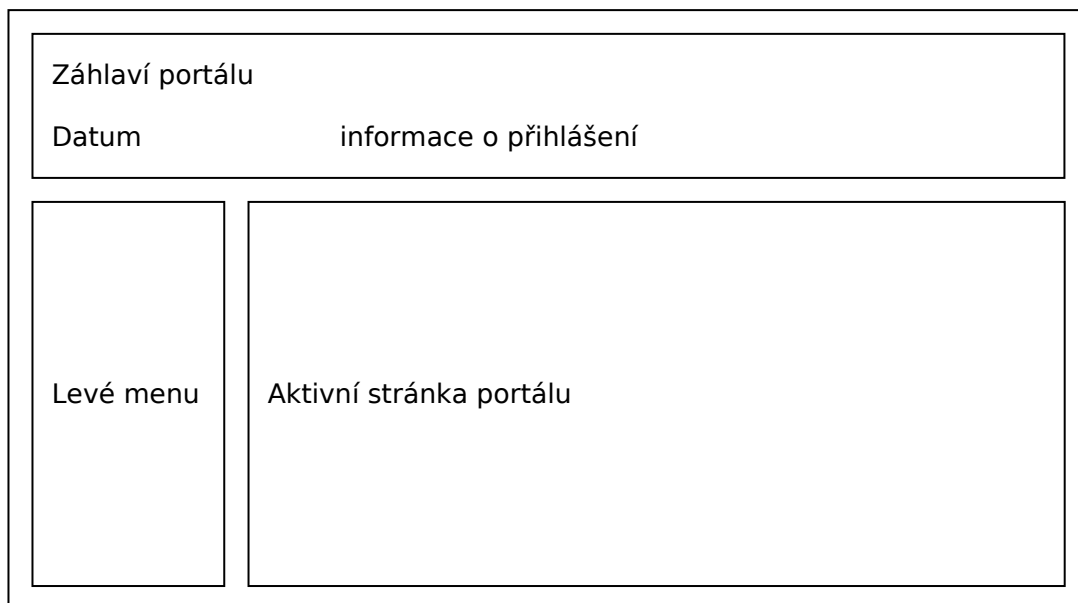 Záhlaví portálu
Datum informace o přihlášení
Levé menu
Aktivní stránka portálu